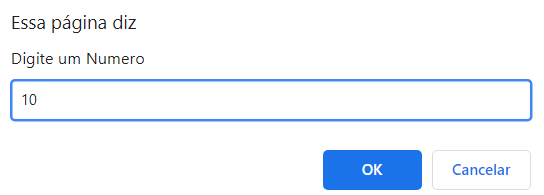 Essa página diz
Digite um Numero
10
OK
Cancelar